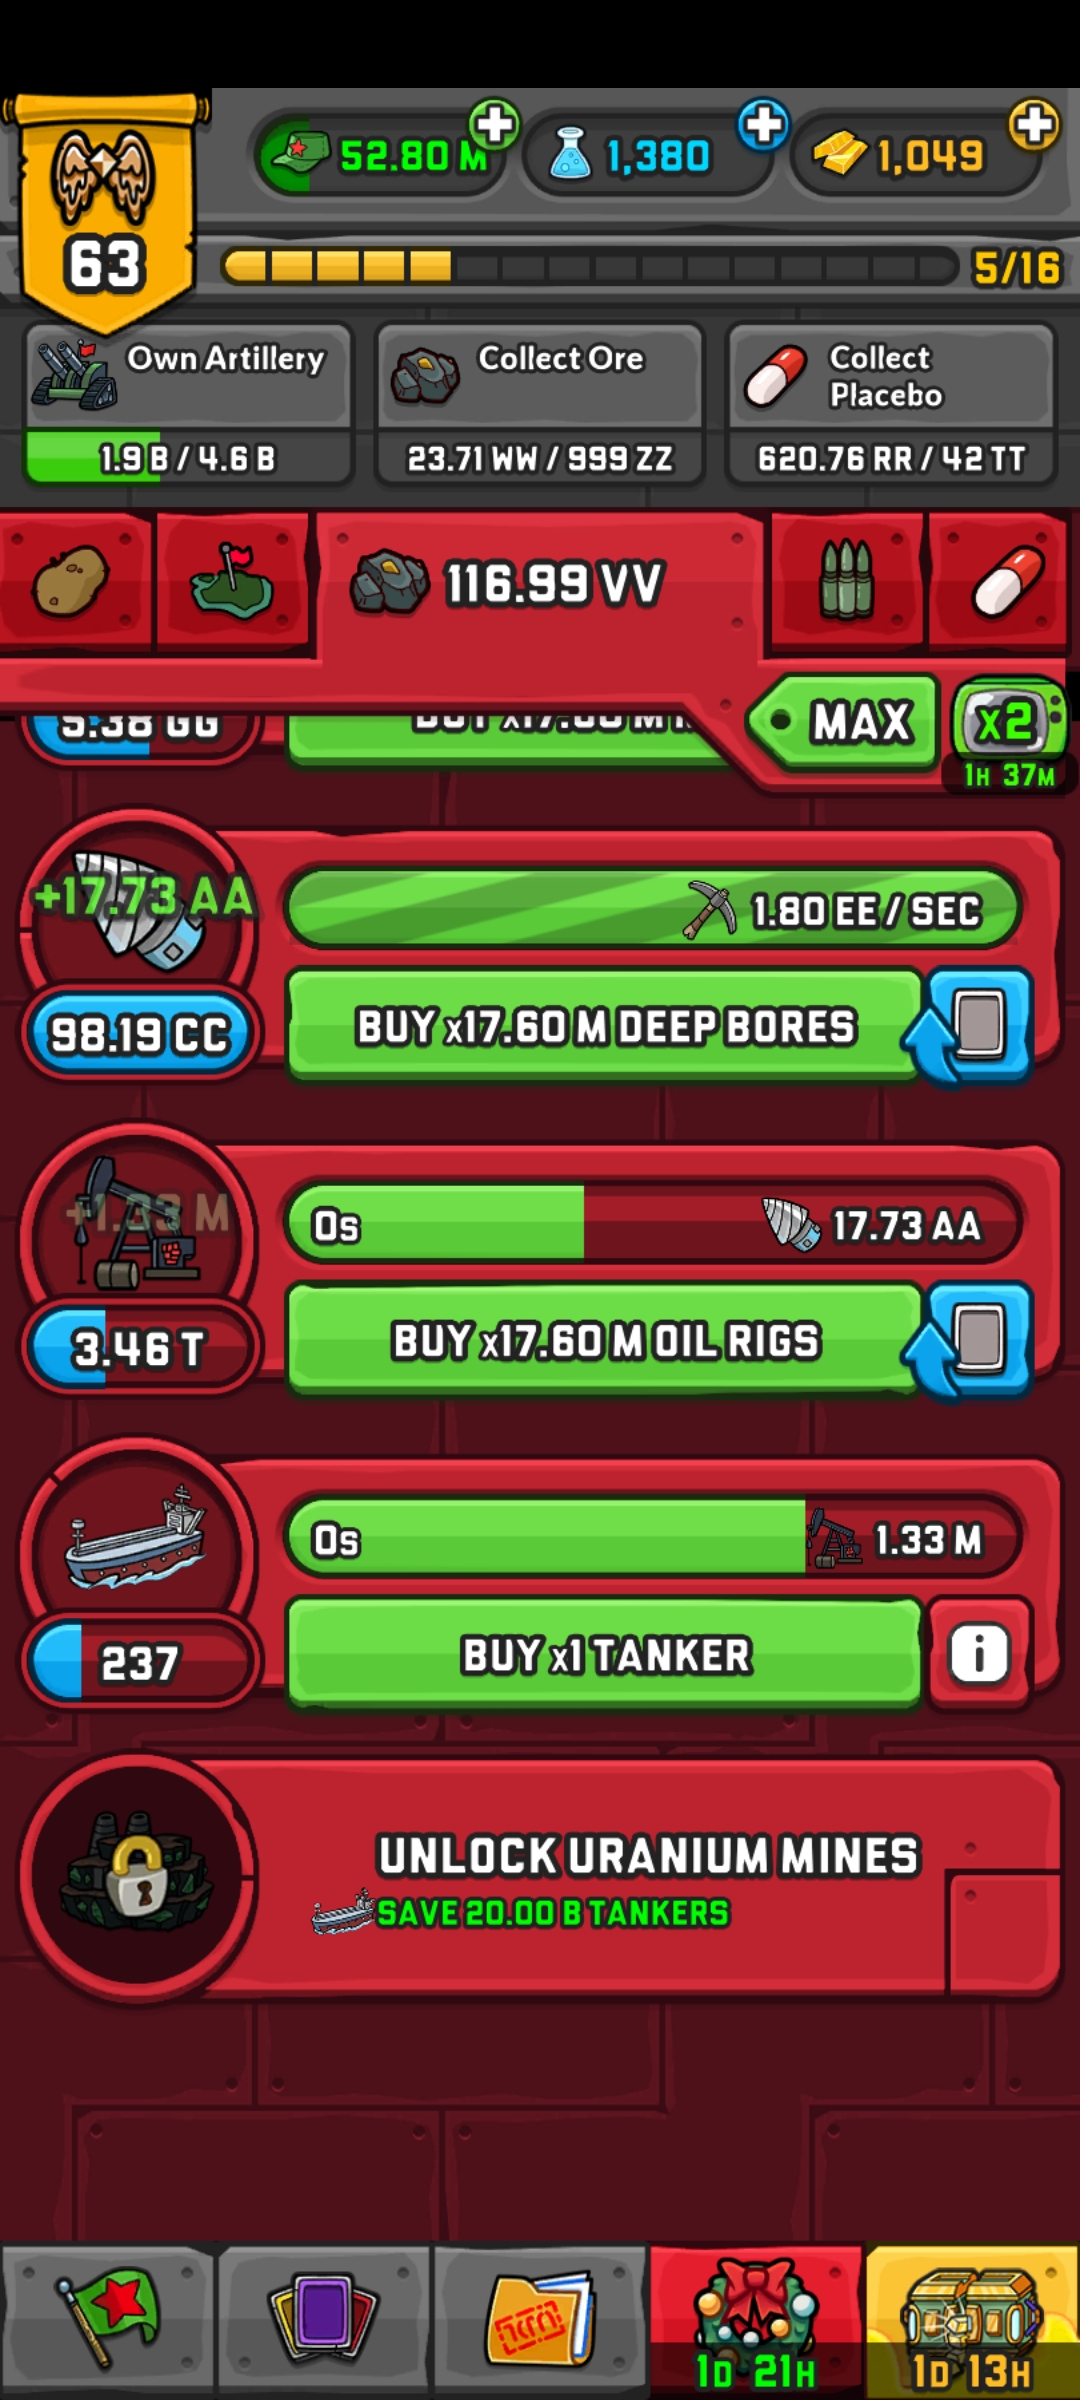 52.80 M
1,380
1,049
63
5/16
Own Artillery
1.9 B / 4.6 B
Collect Ore
23.71 WW / 999 ZZ
Collect
Placebo
620.76 RR / 42 TT
116.99 VV
MAX
x2
1H 37M
5.38 GG
+17.73 AA
1.80 EE / SEC
98.19 CC
BUY x17.60 M DEEP BORES
+1.33 M
0s
17.73 AA
3.46 T
BUY x17.60 M OIL RIGS
0s
1.33 M
237
BUY x1 TANKER
i
UNLOCK URANIUM MINES
SAVE 20.00 B TANKERS
1D 21H
1D 13H